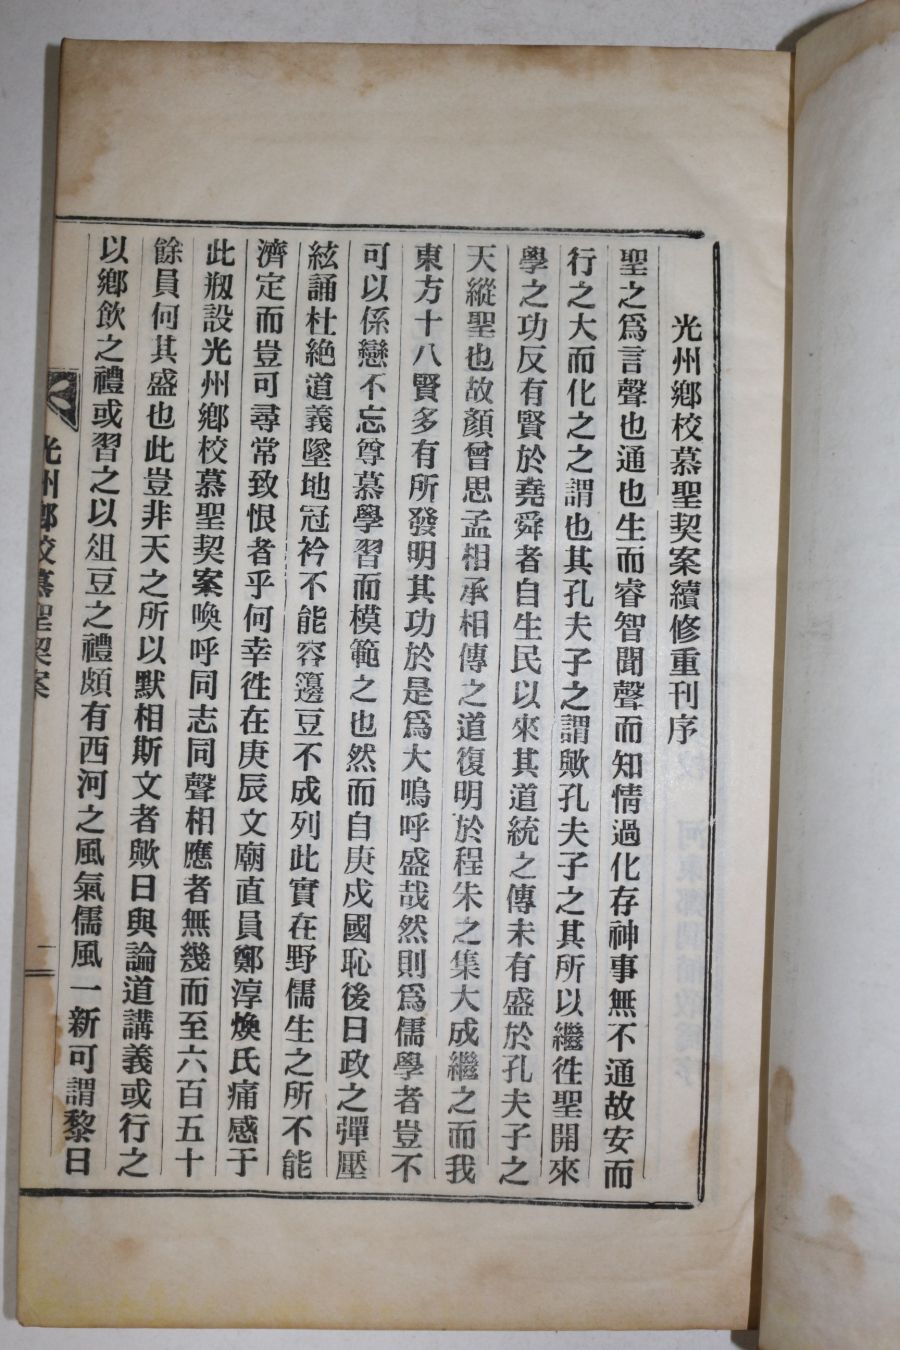 光州鄕校慕聖契案續修重刊序
聖之爲言聲也通也生而睿智聞聲而知情過化存神事無不通故安而
行之大而化之之謂也其孔夫子之謂歟孔夫子之其所以繼徃聖開來
學之功反有賢於堯舜者自生民以來其道統之傳未有盛於孔夫子之
天縱聖也故顏曾思孟相承相傳之道復明於程朱之集大成繼之而我
東方十八賢多有所發明其功於是爲大嗚呼盛哉然則爲儒學者豈不
可以係戀不忘尊慕學習而模範之也然而自庚戌國恥後日政之彈壓
絃誦杜絶道義墜地冠衿不能容籩豆不成列此實在野儒生之所不能
濟定而豈可尋常致恨者乎何幸徃在庚辰文廟直員鄭淳煥氏痛感于
此刱設光州鄕校慕聖契案喚呼同志同聲相應者無幾而至六百五十
餘員何其盛也此豈非天之所以默相斯文者歟日與論道講義或行之
以鄕飮之禮或習之以俎豆之禮頗有西河之風氣儒風一新可謂黎日
光州鄕校慕聖契案
一